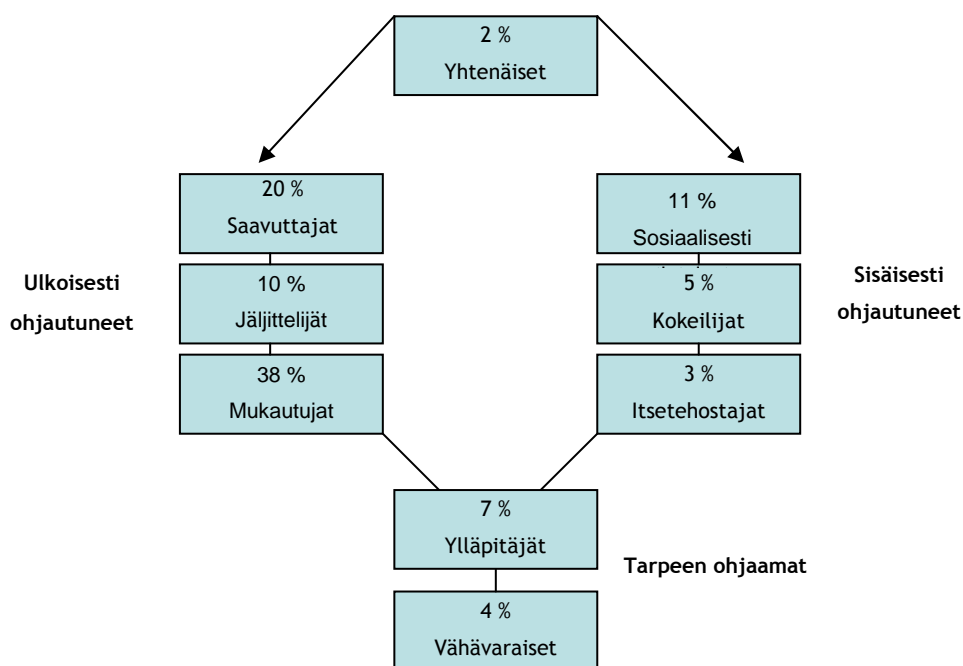 2 %
Yhtenäiset
20 %
Saavuttajat
11 %
Sosiaalisesti
Ulkoisesti
ohjautuneet
10 %
Jäljittelijät
5 %
Kokeilijat
Sisäisesti
ohjautuneet
38 %
Mukautujat
3 %
Itsetehostajat
7 %
Ylläpitäjät
Tarpeen ohjaamat
4 %
Vähävaraiset